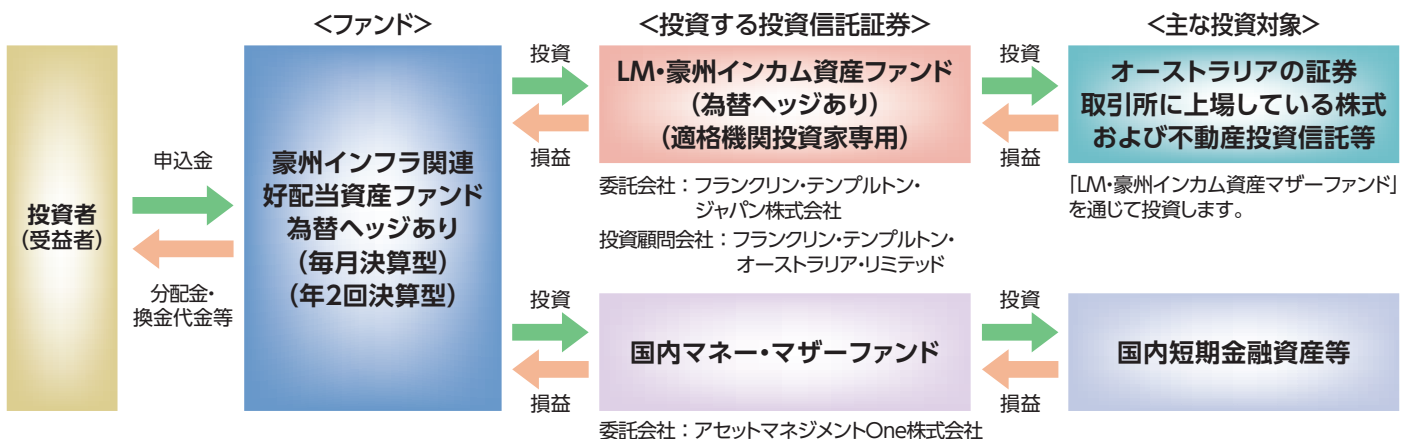 <ファンド>
<投資する投資信託証券>
<主な投資対象>
投資者
(受益者)
申込金
分配金・
換金代金等
豪州インフラ関連
好配当資産ファンド
為替ヘッジあり
(毎月決算型)
(年2回決算型)
投資
損益
LM・豪州インカム資産ファンド
(為替ヘッジあり)
(適格機関投資家専用)
委託会社:フランクリン・テンプルトン・
ジャパン株式会社
投資顧問会社:フランクリン・テンプルトン・
オーストラリア・リミテッド
投資
損益
オーストラリアの証券
取引所に上場している株式
および不動産投資信託等
「LM・豪州インカム資産マザーファンド」
を通じて投資します。
投資
損益
国内マネー・マザーファンド
委託会社:アセットマネジメントOne株式会社
投資
損益
国内短期金融資産等